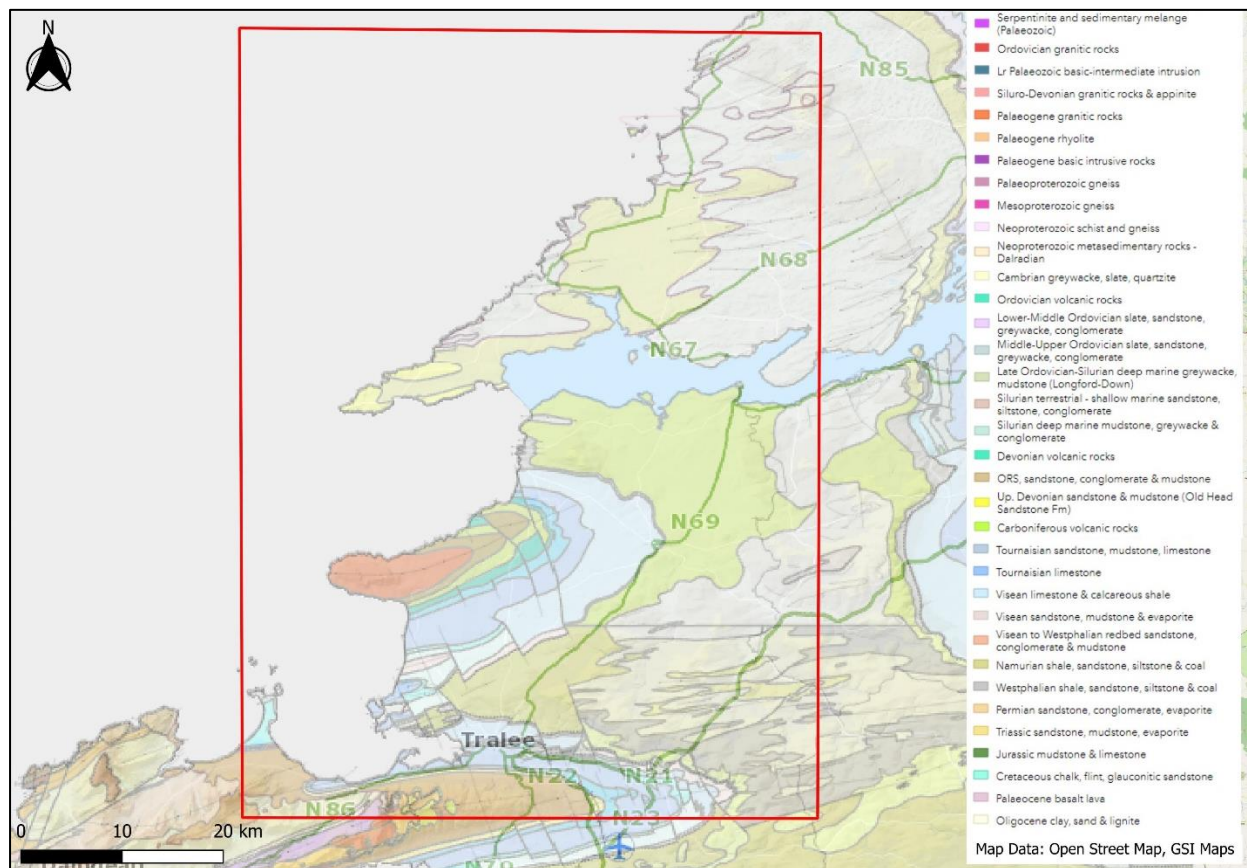 N
N85
N68
N67
N69
Tralee
N22
N21
N86
N23
N70
0 10 20 km
Serpentinite and sedimentary melange
(Palaeozoic)
Ordovician granitic rocks
Lr Palaeozoic basic-intermediate intrusion
Siluro-Devonian granitic rocks & appinite
Palaeogene granitic rocks
Palaeogene rhyolite
Palaeogene basic intrusive rocks
Palaeoproterozoic gneiss
Mesoproterozoic gneiss
Neoproterozoic schist and gneiss
Neoproterozoic metasedimentary rocks -
Dalradian
Cambrian greywacke, slate, quartzite
Ordovician volcanic rocks
Lower-Middle Ordovician slate, sandstone,
greywacke, conglomerate
Middle-Upper Ordovician slate, sandstone,
greywacke, conglomerate
Late Ordovician-Silurian deep marine greywacke,
mudstone (Longford-Down)
Silurian terrestrial - shallow marine sandstone,
siltstone, conglomerate
Silurian deep marine mudstone, greywacke &
conglomerate
Devonian volcanic rocks
ORS, sandstone, conglomerate & mudstone
Up. Devonian sandstone & mudstone (Old Head
Sandstone Fm)
Carboniferous volcanic rocks
Tournaisian sandstone, mudstone, limestone
Tournaisian limestone
Visean limestone & calcareous shale
Visean sandstone, mudstone & evaporite
Visean to Westphalian redbed sandstone,
conglomerate & mudstone
Namurian shale, sandstone, siltstone & coal
Westphalian shale, sandstone, siltstone & coal
Permian sandstone, conglomerate, evaporite
Triassic sandstone, mudstone, evaporite
Jurassic mudstone & limestone
Cretaceous chalk, flint, glauconitic sandstone
Palaeocene basalt lava
Oligocene clay, sand & lignite
Map Data: Open Street Map, GSI Maps